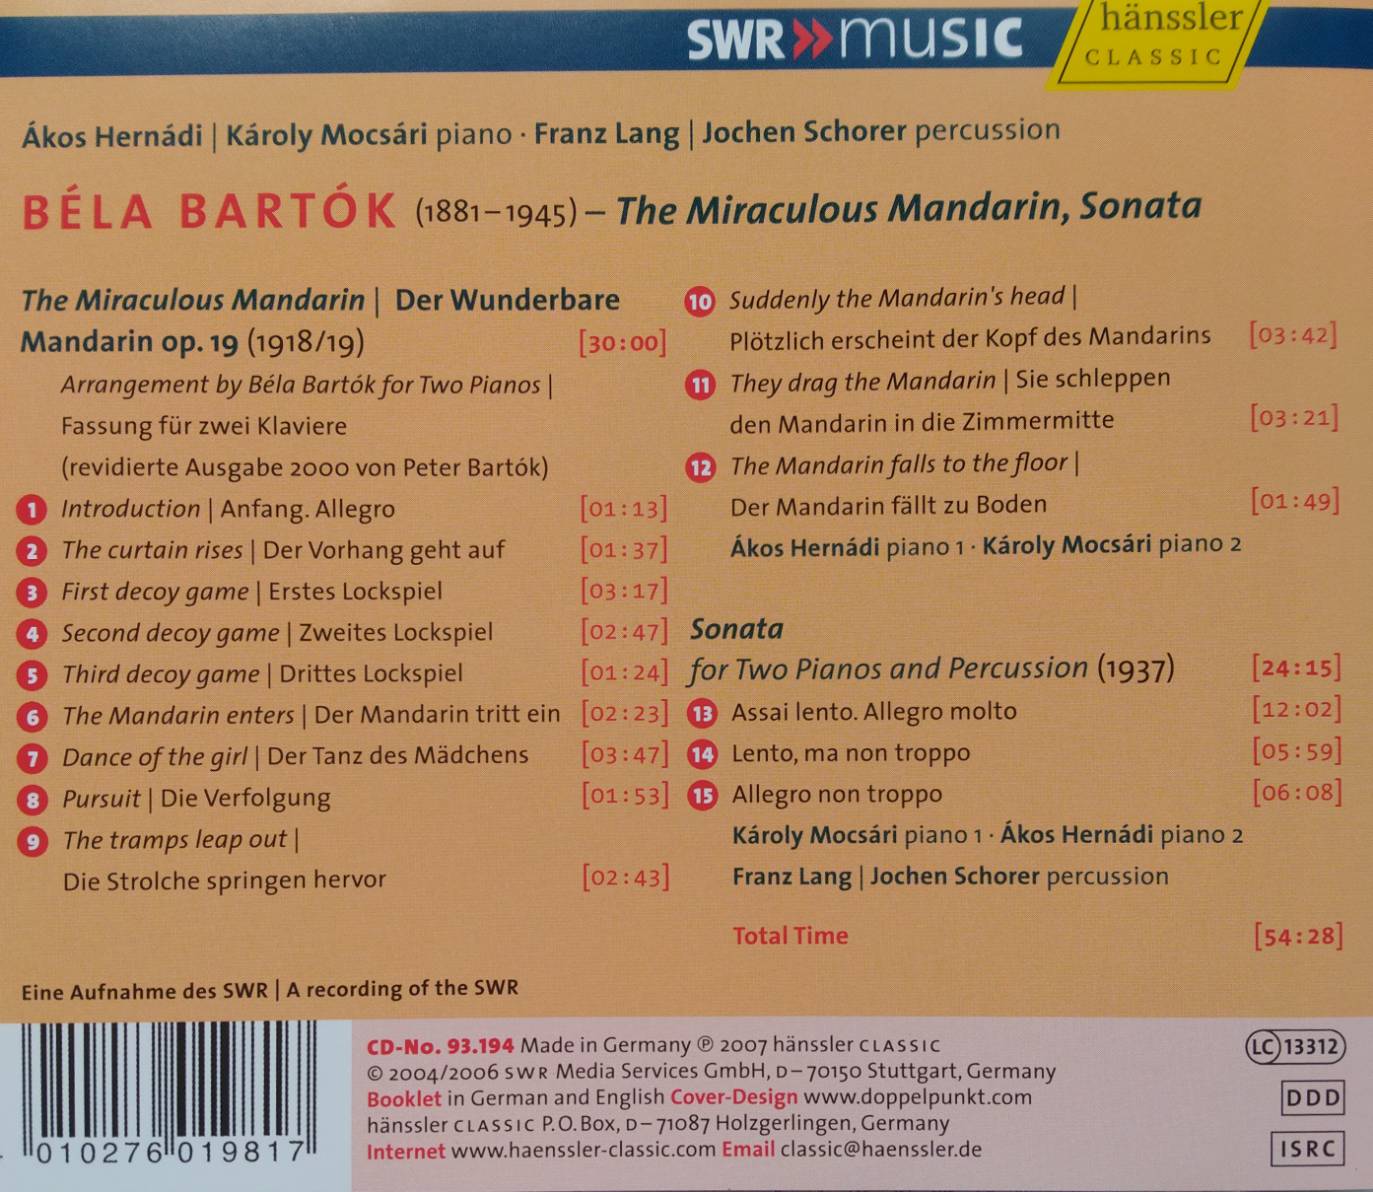 SWR»music
hänssler
CLASSIC
Ákos Hernádi | Károly Mocsári piano · Franz Lang | Jochen Schorer percussion
BÉLA BARTÓK (1881–1945) – The Miraculous Mandarin, Sonata
The Miraculous Mandarin | Der Wunderbare
Mandarin op. 19 (1918/19) [30:00]
Arrangement by Béla Bartók for Two Pianos |
Fassung für zwei Klaviere
(revidierte Ausgabe 2000 von Peter Bartók)
1 Introduction | Anfang. Allegro [01:13]
2 The curtain rises | Der Vorhang geht auf [01:37]
3 First decoy game | Erstes Lockspiel [03:17]
4 Second decoy game | Zweites Lockspiel [02:47]
5 Third decoy game | Drittes Lockspiel [01:24]
6 The Mandarin enters | Der Mandarin tritt ein [02:23]
7 Dance of the girl | Der Tanz des Mädchens [03:47]
8 Pursuit | Die Verfolgung [01:53]
9 The tramps leap out |
Die Strolche springen hervor [02:43]
10 Suddenly the Mandarin's head |
Plötzlich erscheint der Kopf des Mandarins [03:42]
11 They drag the Mandarin | Sie schleppen
den Mandarin in die Zimmermitte [03:21]
12 The Mandarin falls to the floor |
Der Mandarin fällt zu Boden [01:49]
Ákos Hernádi piano 1 · Károly Mocsári piano 2
Sonata
for Two Pianos and Percussion (1937) [24:15]
13 Assai lento. Allegro molto [12:02]
14 Lento, ma non troppo [05:59]
15 Allegro non troppo [06:08]
Károly Mocsári piano 1 · Ákos Hernádi piano 2
Franz Lang | Jochen Schorer percussion
Total Time [54:28]
Eine Aufnahme des SWR | A recording of the SWR
010276 019817
CD-No. 93.194 Made in Germany ℗ 2007 hänssler CLASSIC
© 2004/2006 SWR Media Services GmbH, D–70150 Stuttgart, Germany
Booklet in German and English Cover-Design www.doppelpunkt.com
hänssler CLASSIC P.O. Box, D–71087 Holzgerlingen, Germany
Internet www.haenssler-classic.com Email classic@haenssler.de
LC 13312
DDD
ISRC